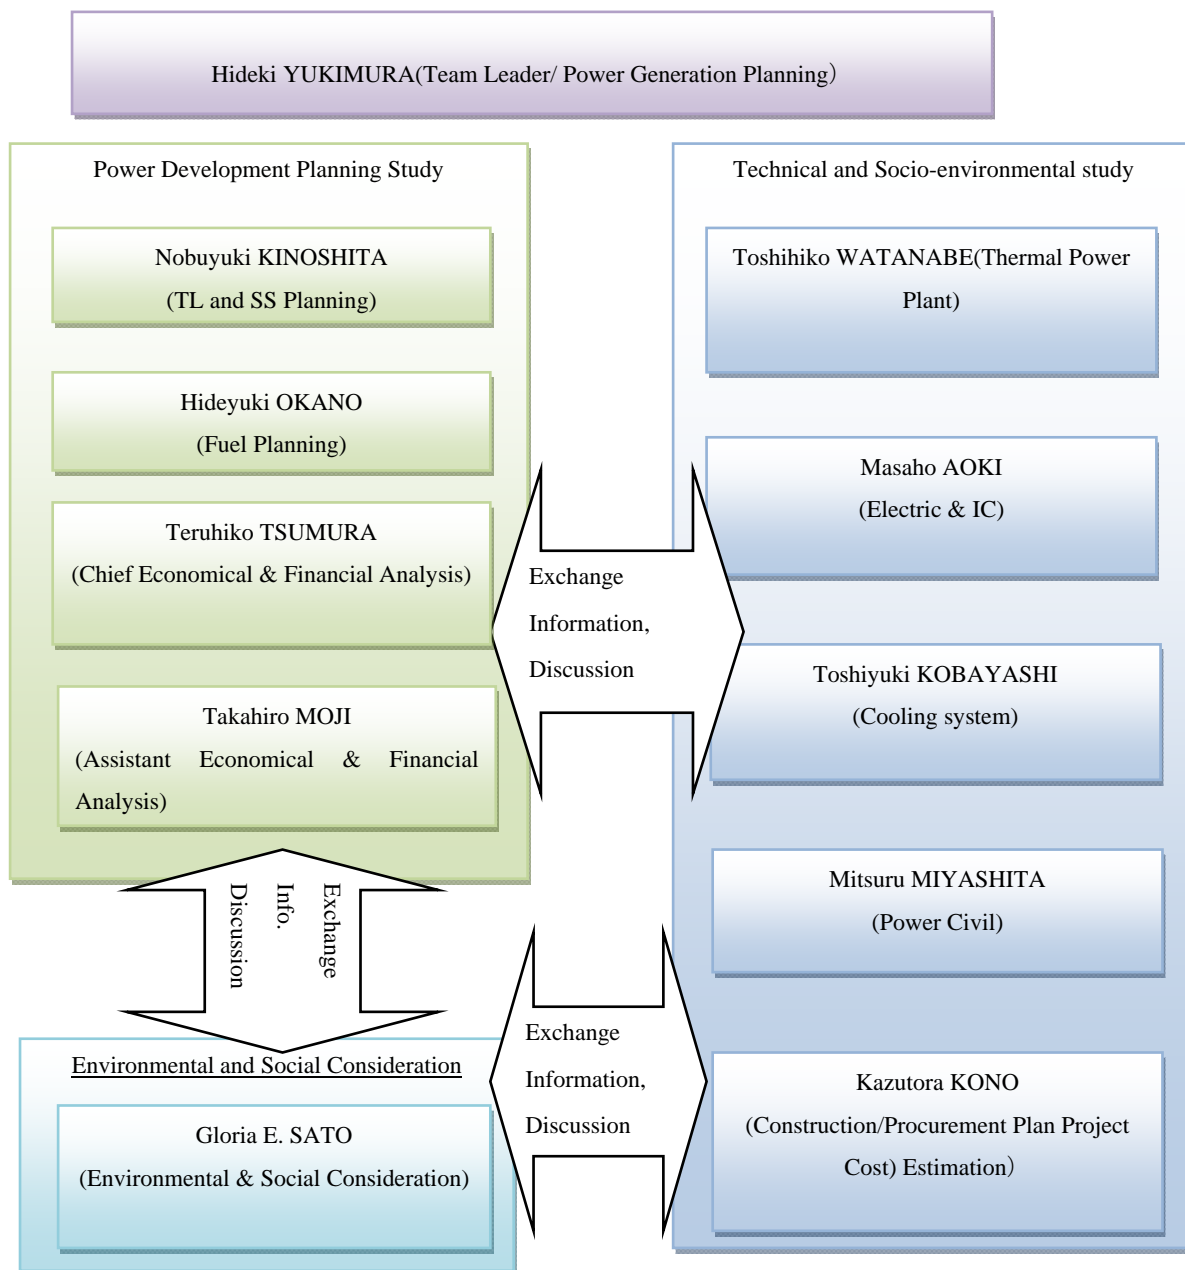 Hideki YUKIMURA(Team Leader/ Power Generation Planning）
Power Development Planning Study
Nobuyuki KINOSHITA
(TL and SS Planning)
Hideyuki OKANO
(Fuel Planning)
Teruhiko TSUMURA
(Chief Economical & Financial Analysis)
Takahiro MOJI
(Assistant Economical & Financial
Analysis)
Exchange
Information,
Discussion
Technical and Socio-environmental study
Toshihiko WATANABE(Thermal Power
Plant)
Masaho AOKI
(Electric & IC)
Toshiyuki KOBAYASHI
(Cooling system)
Mitsuru MIYASHITA
(Power Civil)
Kazutora KONO
(Construction/Procurement Plan Project
Cost) Estimation）
Exchange
Info.
Discussion
Environmental and Social Consideration
Gloria E. SATO
(Environmental & Social Consideration)
Exchange
Information,
Discussion